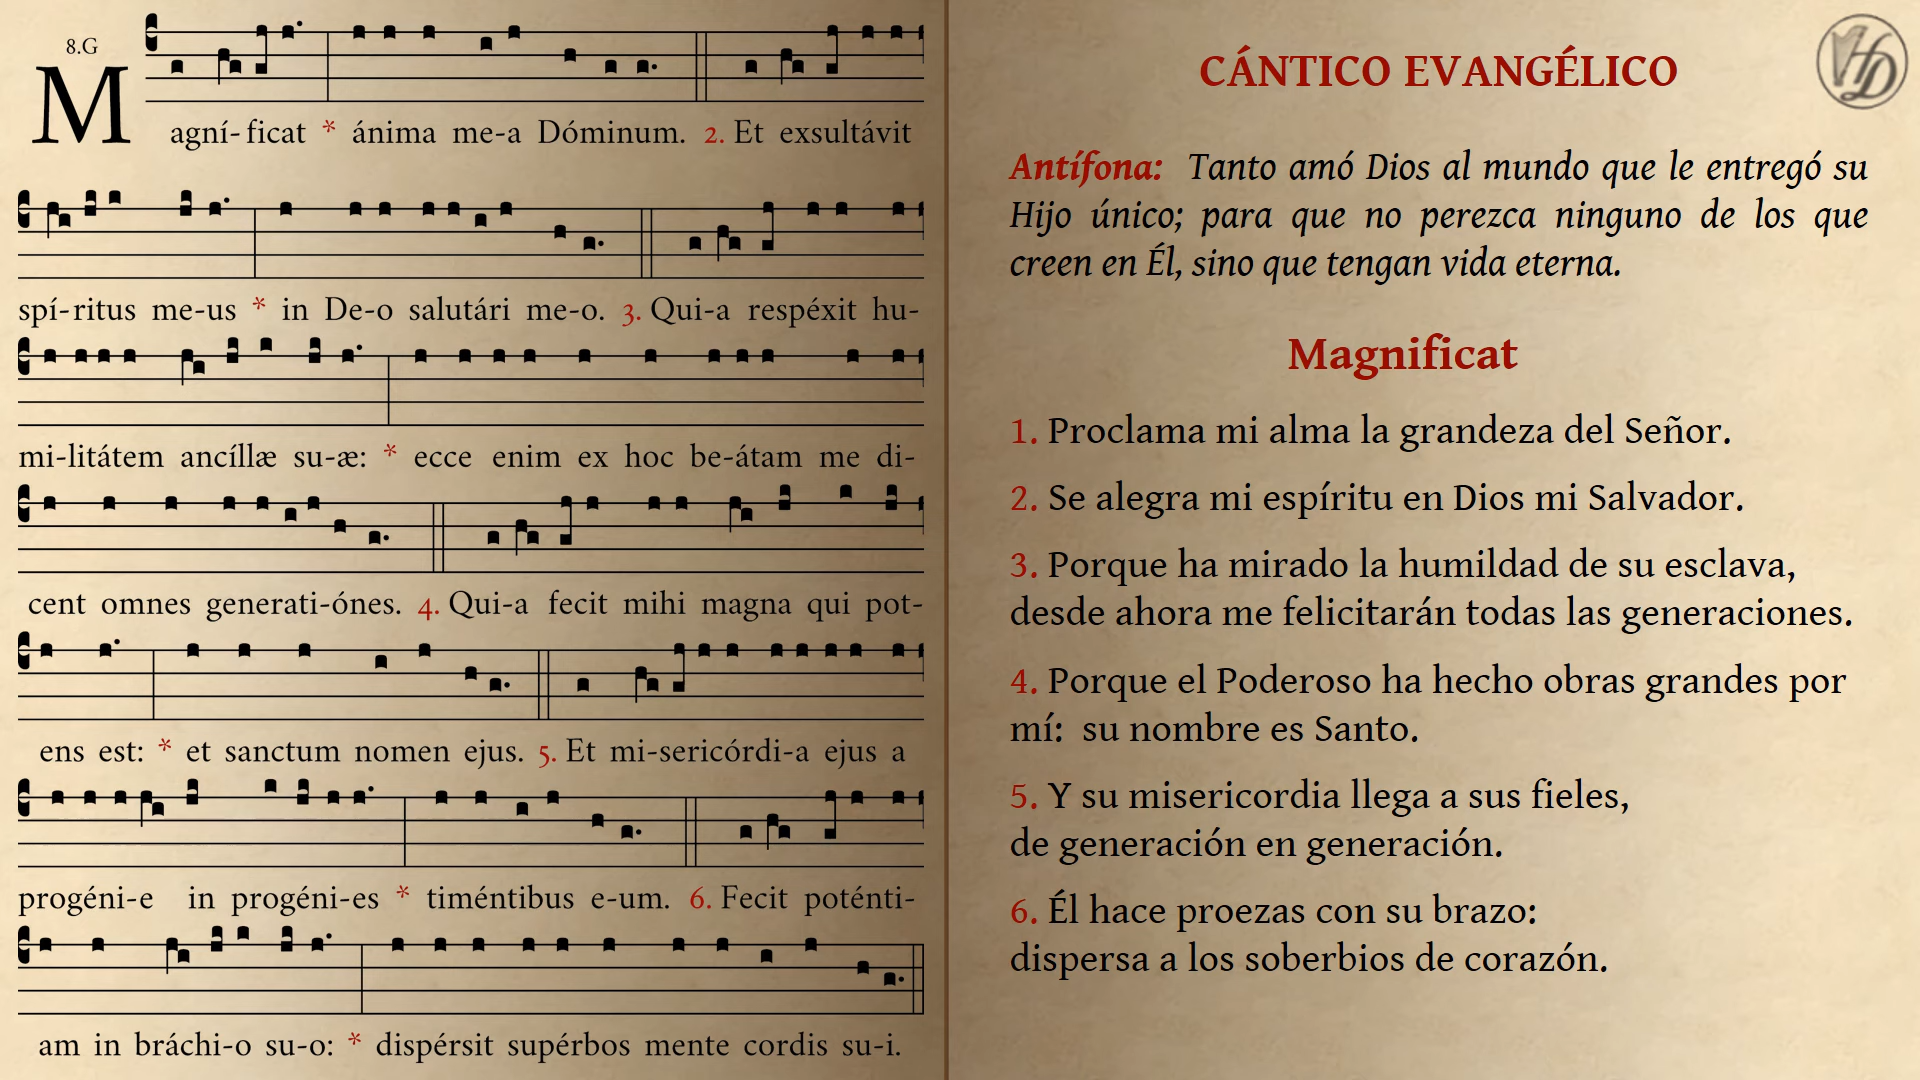 8.G
Magní-ficat * ánima me-a Dóminum. 2. Et exsultávit
spí-ritus me-us * in De-o salutári me-o. 3. Qui-a respéxit hu-
mi-litátem ancíllæ su-æ: * ecce enim ex hoc be-átam me di-
cent omnes generati-ónes. 4. Qui-a fecit mihi magna qui pot-
ens est: * et sanctum nomen ejus. 5. Et mi-sericórdi-a ejus a
progéni-e in progéni-es * timéntibus e-um. 6. Fecit poténti-
am in bráchi-o su-o: * dispérsit supérbos mente cordis su-i.
CÁNTICO EVANGÉLICO
HD
Antífona: Tanto amó Dios al mundo que le entregó su
Hijo único; para que no perezca ninguno de los que
creen en Él, sino que tengan vida eterna.
Magnificat
1. Proclama mi alma la grandeza del Señor.
2. Se alegra mi espíritu en Dios mi Salvador.
3. Porque ha mirado la humildad de su esclava,
desde ahora me felicitarán todas las generaciones.
4. Porque el Poderoso ha hecho obras grandes por
mí: su nombre es Santo.
5. Y su misericordia llega a sus fieles,
de generación en generación.
6. Él hace proezas con su brazo:
dispersa a los soberbios de corazón.